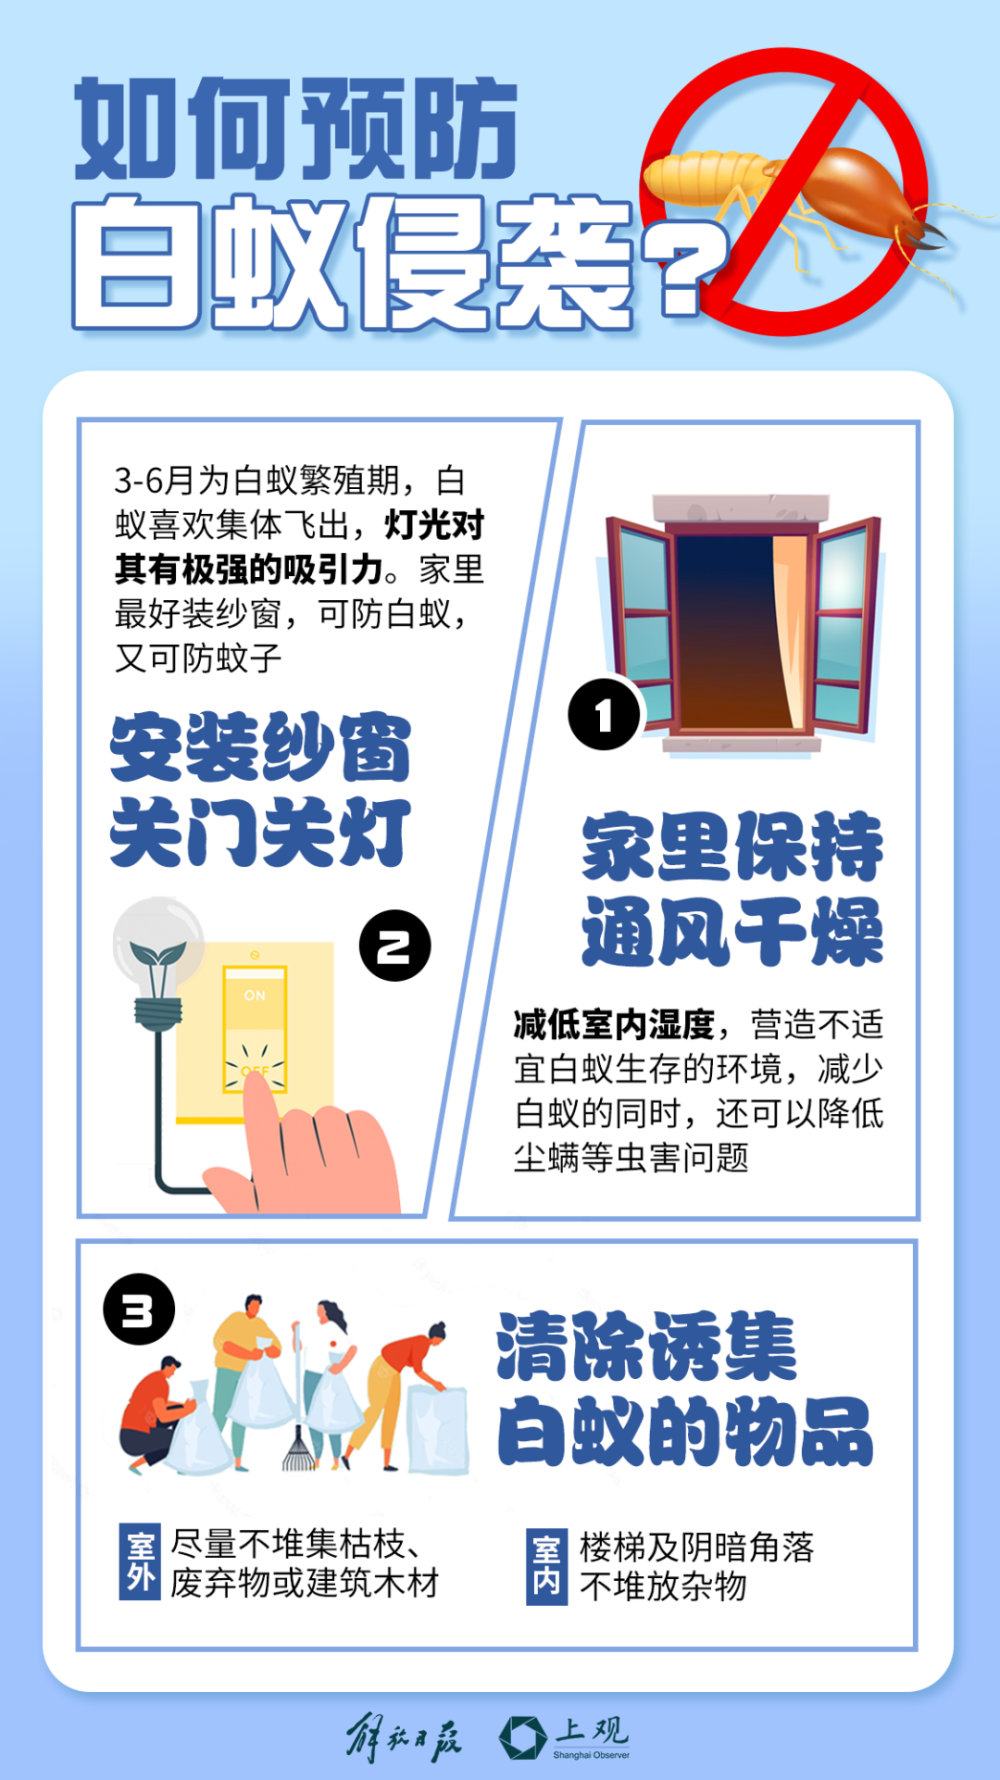 如何预防
白蚁侵袭?
1
家里保持
通风干燥
减低室内湿度，营造不适
宜白蚁生存的环境，减少
白蚁的同时，还可以降低
尘螨等虫害问题
3-6月为白蚁繁殖期，白
蚁喜欢集体飞出，灯光对
其有极强的吸引力。家里
最好装纱窗，可防白蚁，
又可防蚊子
安装纱窗
关门关灯
2
ON
OFF
3
清除诱集
白蚁的物品
室外
尽量不堆集枯枝、
废弃物或建筑木材
室内
楼梯及阴暗角落
不堆放杂物
解放日报
上观
Shanghai Observer